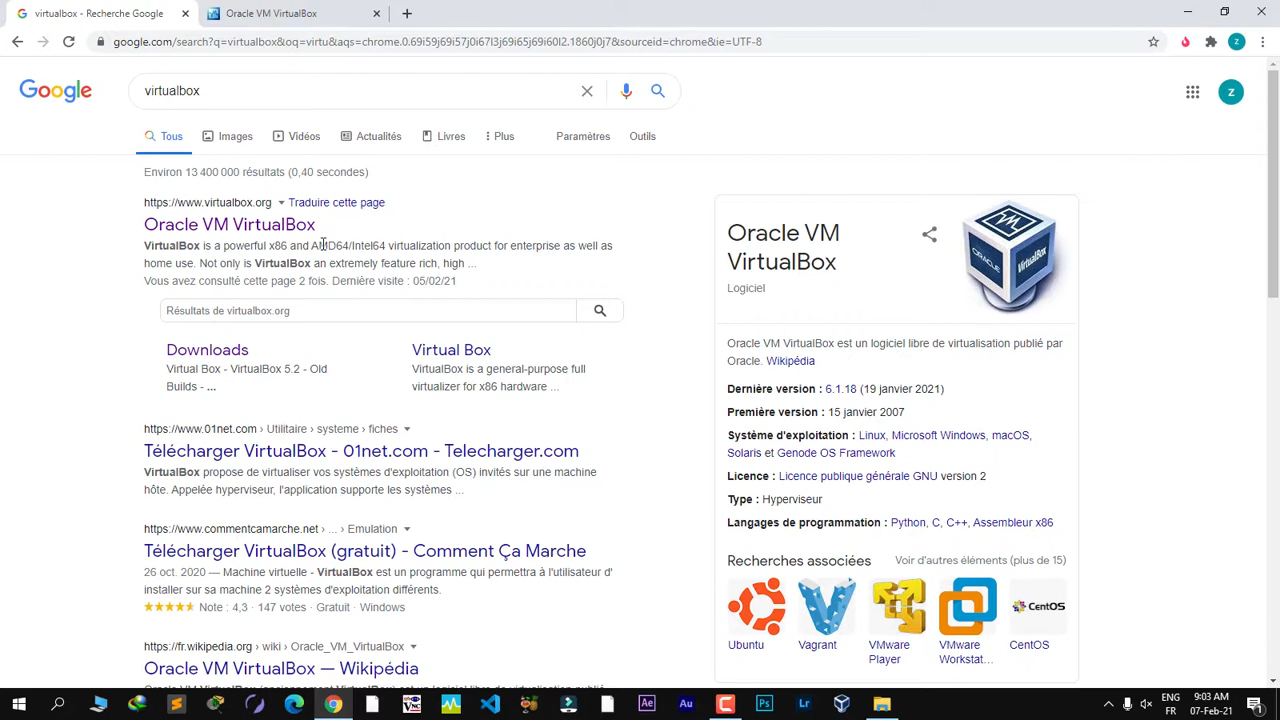 virtualbox - Recherche Google
Oracle VM VirtualBox
google.com/search?q=virtualbox&oq=virtu&aqs=chrome.0.69i59j69i57j0i67l3j69i65j69i60l2.1860j0j7&sourceid=chrome&ie=UTF-8
Z
Google
virtualbox
Z
Tous
Images
Vidéos
Actualités
Livres
Plus
Paramètres
Outils
Environ 13 400 000 résultats (0,40 secondes)
https://www.virtualbox.org
Traduire cette page
Oracle VM VirtualBox
VirtualBox is a powerful x86 and AMD64/Intel64 virtualization product for enterprise as well as
home use. Not only is VirtualBox an extremely feature rich, high ...
Vous avez consulté cette page 2 fois. Dernière visite : 05/02/21
Résultats de virtualbox.org
Downloads
Virtual Box - VirtualBox 5.2 - Old
Builds - ...
Virtual Box
VirtualBox is a general-purpose full
virtualizer for x86 hardware ...
https://www.01net.com › Utilitaire › systeme › fiches
Télécharger VirtualBox - 01net.com - Telecharger.com
VirtualBox propose de virtualiser vos systèmes d'exploitation (OS) invités sur une machine
hôte. Appelée hyperviseur, l'application supporte les systèmes ...
https://www.commentcamarche.net › ... › Emulation
Télécharger VirtualBox (gratuit) - Comment Ça Marche
26 oct. 2020 — Machine virtuelle - VirtualBox est un programme qui permettra à l'utilisateur d'
installer sur sa machine 2 systèmes d'exploitation différents.
Note : 4,3 · 147 votes · Gratuit · Windows
https://fr.wikipedia.org › wiki › Oracle_VM_VirtualBox
Oracle VM VirtualBox — Wikipédia
Oracle VM
VirtualBox
Logiciel
ORACLE
VirtualBox
Oracle VM VirtualBox est un logiciel libre de virtualisation publié par
Oracle. Wikipédia
Dernière version : 6.1.18 (19 janvier 2021)
Première version : 15 janvier 2007
Système d'exploitation : Linux, Microsoft Windows, macOS,
Solaris et Genode OS Framework
Licence : Licence publique générale GNU version 2
Type : Hyperviseur
Langages de programmation : Python, C, C++, Assembleur x86
Recherches associées
Voir d'autres éléments (plus de 15)
CentOS
Ubuntu
Vagrant
VMware
Player
VMware
Workstat...
CentOS
VNC
Ae
Au
Ps
Lr
ENG
FR
9:03 AM
07-Feb-21
1